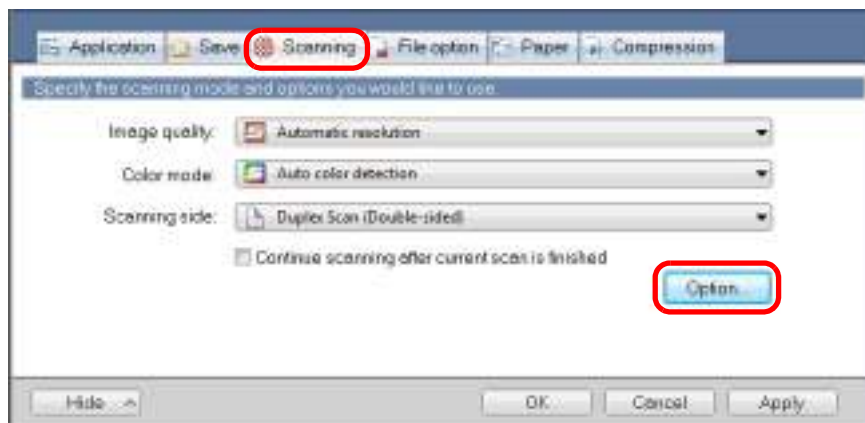 Application Save Scanning File option Paper Compression
Specify the scanning mode and options you would like to use.
Image quality: Automatic resolution
Color mode: Auto color detection
Scanning side: Duplex Scan (Double-sided)
Continue scanning after current scan is finished
Option...
Hide OK Cancel Apply